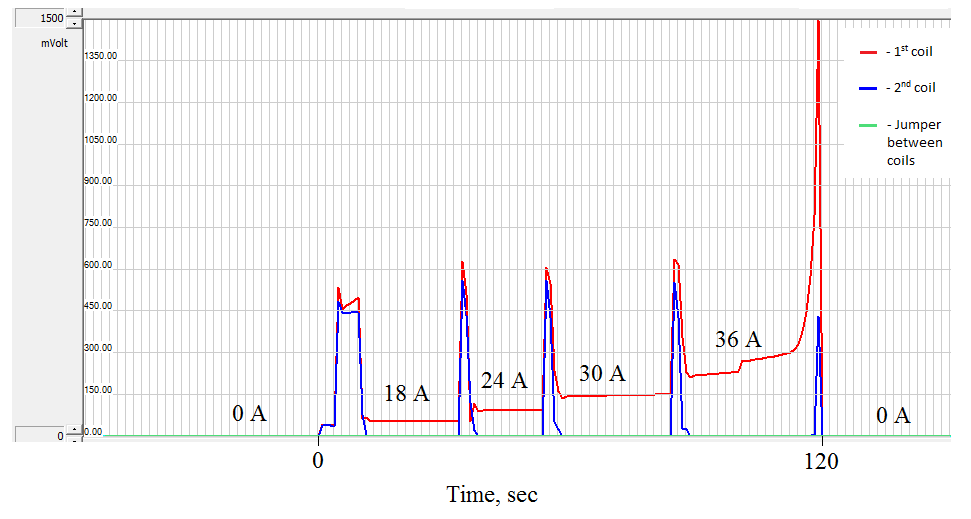 1500
mVolt
1350.00
1200.00
1050.00
900.00
750.00
600.00
450.00
300.00
150.00
0.00
0
- 1st coil
- 2nd coil
- Jumper
between
coils
0 A
18 A
24 A
30 A
36 A
0 A
0
120
Time, sec